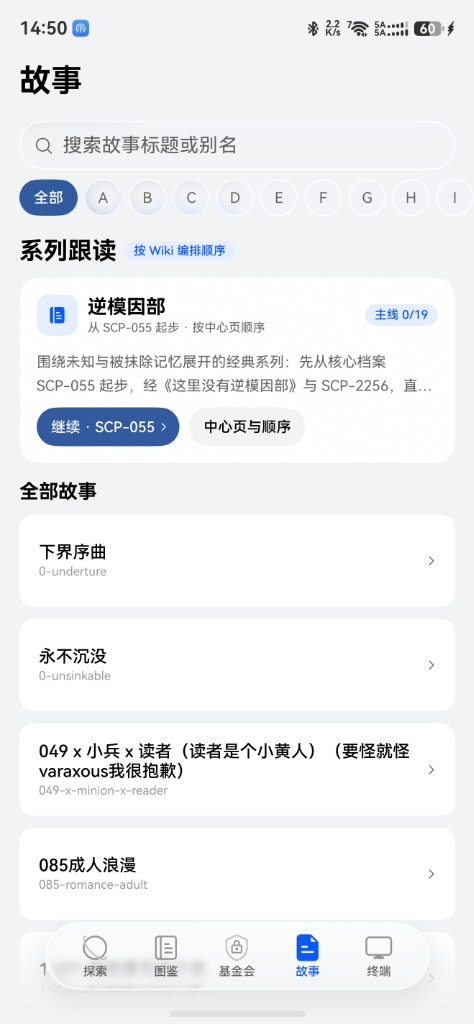 14:50
2.2
K/s
7
5A
5A
60
故事
搜索故事标题或别名
全部 A B C D E F G H I
系列跟读 按 Wiki 编排顺序
逆模因部
从 SCP-055 起步 · 按中心页顺序
主线 0/19
围绕未知与被抹除记忆展开的经典系列：先从核心档案
SCP-055 起步，经《这里没有逆模因部》与 SCP-2256，直…
继续 · SCP-055 ›
中心页与顺序
全部故事
下界序曲
0-underture
永不沉没
0-unsinkable
049 x 小兵 x 读者（读者是个小黄人）（要怪就怪
varaxous我很抱歉）
049-x-minion-x-reader
085成人浪漫
085-romance-adult
探索 图鉴 基金会 故事 终端